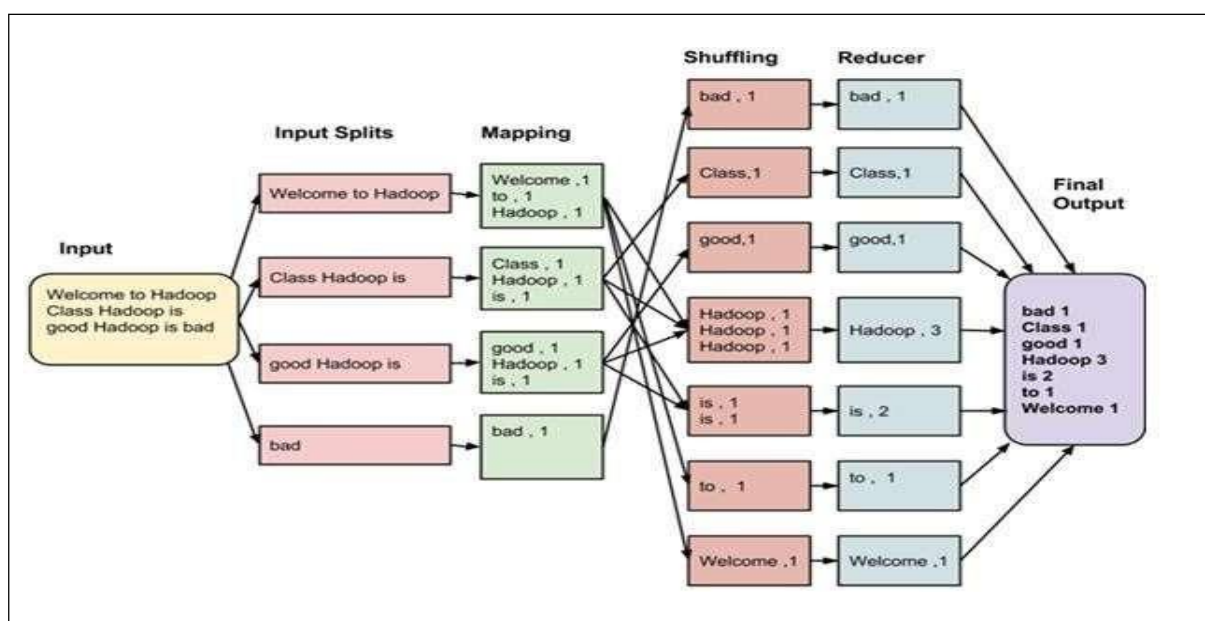 Input
Welcome to Hadoop
Class Hadoop is
good Hadoop is bad
Input Splits
Welcome to Hadoop
Class Hadoop is
good Hadoop is
bad
Mapping
Welcome ,1
to , 1
Hadoop , 1
Class , 1
Hadoop , 1
is , 1
good , 1
Hadoop , 1
is , 1
bad , 1
Shuffling
bad , 1
Class,1
good,1
Hadoop , 1
Hadoop , 1
Hadoop , 1
is , 1
is , 1
to , 1
Welcome ,1
Reducer
bad , 1
Class,1
good,1
Hadoop , 3
is , 2
to , 1
Welcome ,1
Final
Output
bad 1
Class 1
good 1
Hadoop 3
is 2
to 1
Welcome 1